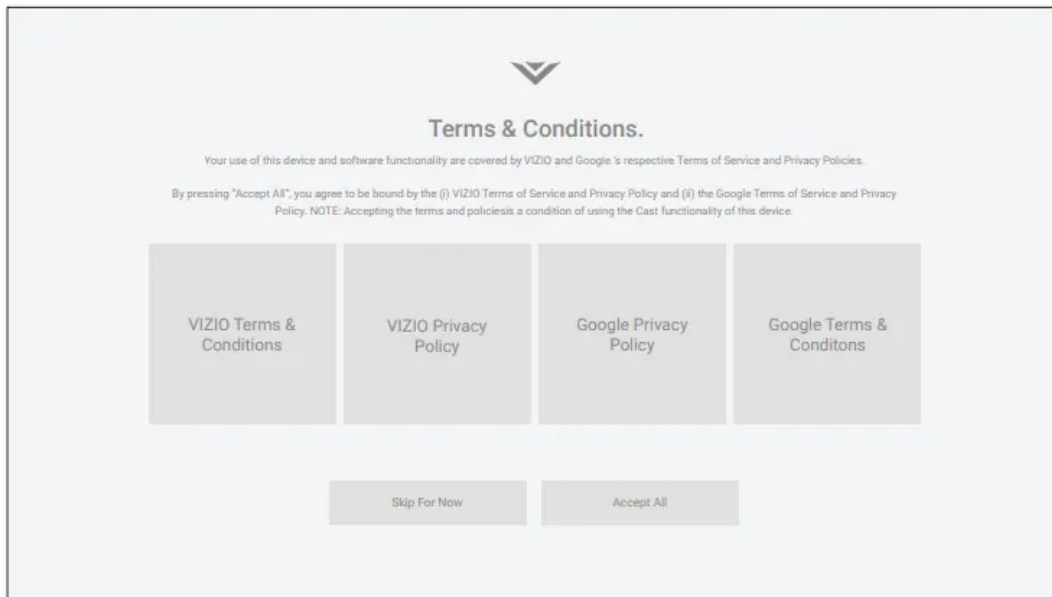 Terms & Conditions.
Your use of this device and software functionality are covered by VIZIO and Google 's respective Terms of Service and Privacy Policies.
By pressing "Accept All", you agree to be bound by the (i) VIZIO Terms of Service and Privacy Policy and (ii) the Google Terms of Service and Privacy
Policy. NOTE: Accepting the terms and policiesis a condition of using the Cast functionality of this device.
VIZIO Terms &
Conditions
VIZIO Privacy
Policy
Google Privacy
Policy
Google Terms &
Conditons
Skip For Now
Accept All